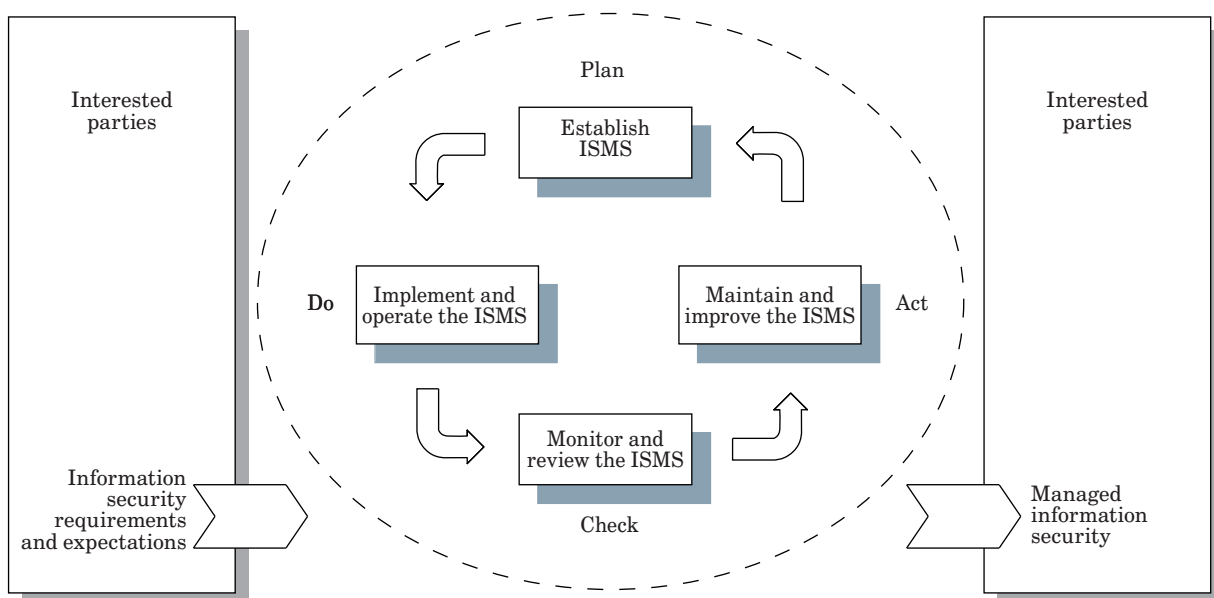 Interested
parties
Information
security
requirements
and expectations
Plan
Establish
ISMS
Do
Implement and
operate the ISMS
Maintain and
improve the ISMS
Act
Monitor and
review the ISMS
Check
Interested
parties
Managed
information
security